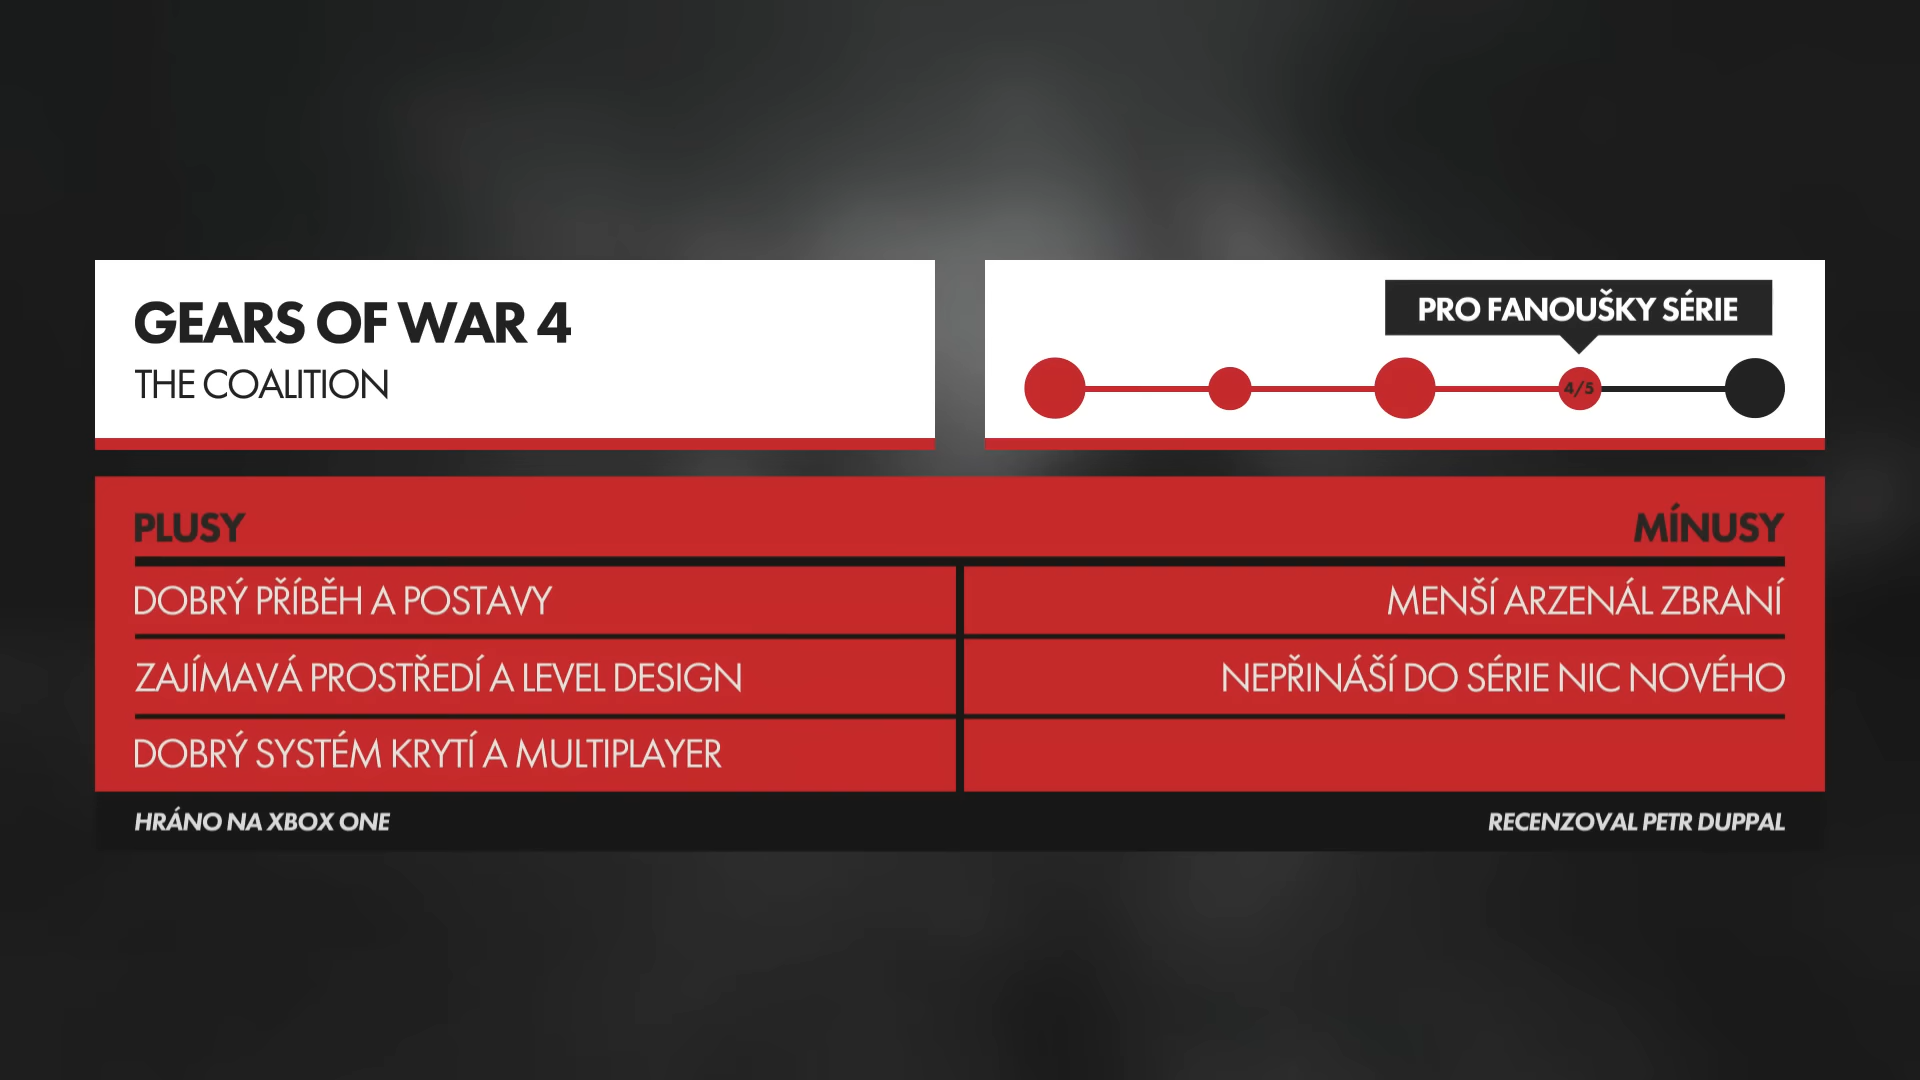 GEARS OF WAR 4
THE COALITION
PRO FANOUŠKY SÉRIE
4/5
PLUSY
MÍNUSY
DOBRÝ PŘÍBĚH A POSTAVY
MENŠÍ ARZENÁL ZBRANÍ
ZAJÍMAVÁ PROSTŘEDÍ A LEVEL DESIGN
NEPŘINÁŠÍ DO SÉRIE NIC NOVÉHO
DOBRÝ SYSTÉM KRYTÍ A MULTIPLAYER
HRÁNO NA XBOX ONE
RECENZOVAL PETR DUPPAL